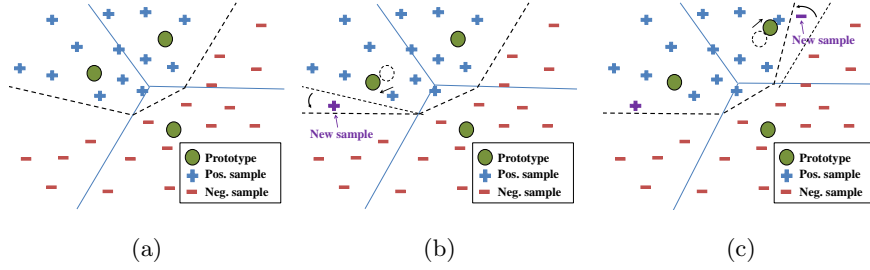 New sample
New sample
Prototype
Pos. sample
Neg. sample
Prototype
Pos. sample
Neg. sample
Prototype
Pos. sample
Neg. sample
(a)
(b)
(c)